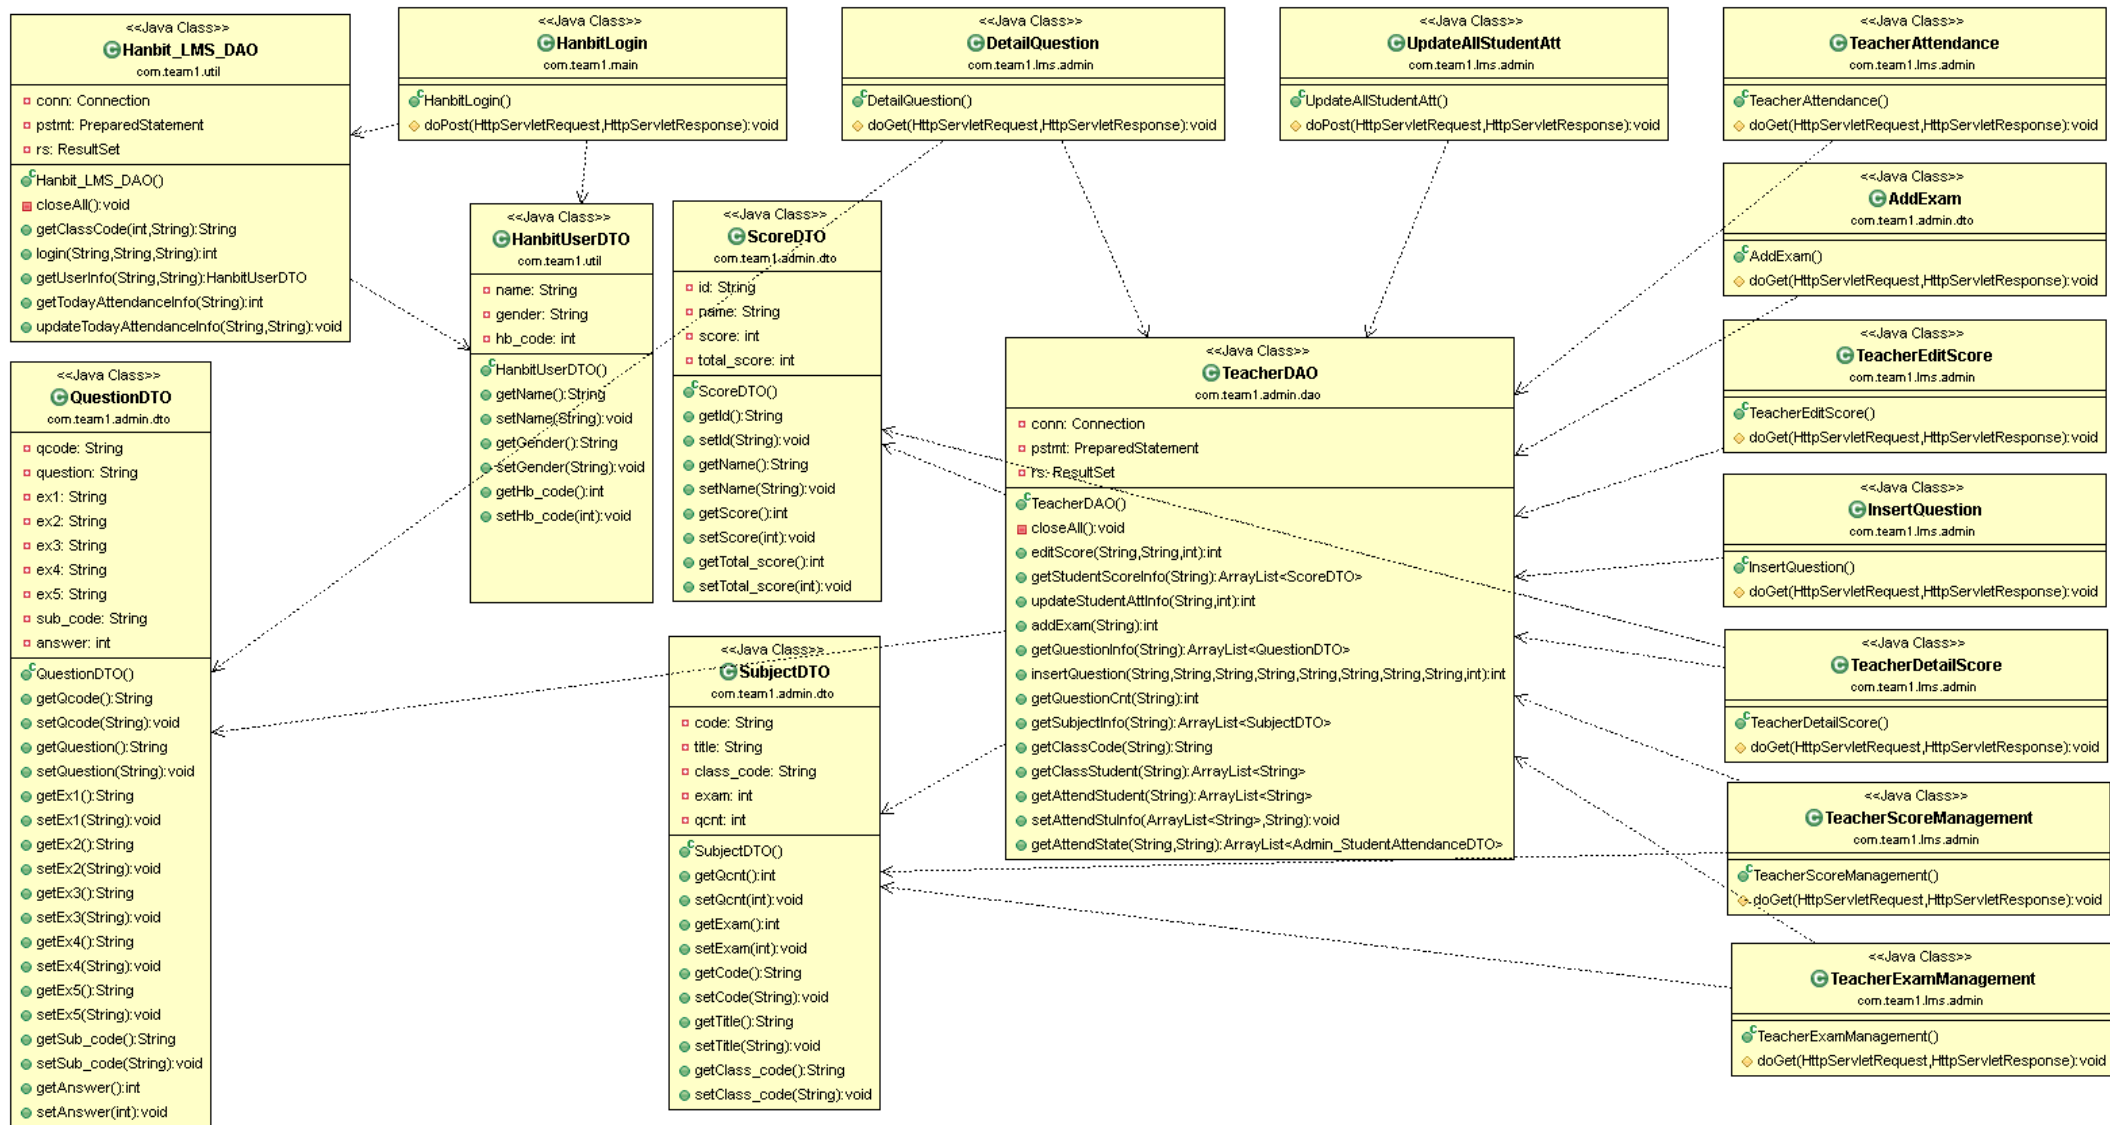 <<Java Class>>
Hanbit_LMS_DAO
com.team1.util
conn: Connection
pstmt: PreparedStatement
rs: ResultSet
Hanbit_LMS_DAO()
closeAll():void
getClassCode(int,String):String
login(String,String,String):int
getUserInfo(String,String):HanbitUserDTO
getTodayAttendanceInfo(String):int
updateTodayAttendanceInfo(String,String):void
<<Java Class>>
HanbitLogin
com.team1.main
HanbitLogin()
doPost(HttpServletRequest,HttpServletResponse):void
<<Java Class>>
DetailQuestion
com.team1.lms.admin
DetailQuestion()
doGet(HttpServletRequest,HttpServletResponse):void
<<Java Class>>
UpdateAllStudentAtt
com.team1.lms.admin
UpdateAllStudentAtt()
doPost(HttpServletRequest,HttpServletResponse):void
<<Java Class>>
TeacherAttendance
com.team1.lms.admin
TeacherAttendance()
doGet(HttpServletRequest,HttpServletResponse):void
<<Java Class>>
AddExam
com.team1.admin.dto
AddExam()
doGet(HttpServletRequest,HttpServletResponse):void
<<Java Class>>
HanbitUserDTO
com.team1.util
name: String
gender: String
hb_code: int
HanbitUserDTO()
getName():String
setName(String):void
getGender():String
setGender(String):void
getHb_code():int
setHb_code(int):void
<<Java Class>>
ScoreDTO
com.team1.admin.dto
id: String
name: String
score: int
total_score: int
ScoreDTO()
getId():String
setId(String):void
getName():String
setName(String):void
getScore():int
setScore(int):void
getTotal_score():int
setTotal_score(int):void
<<Java Class>>
TeacherDAO
com.team1.admin.dao
conn: Connection
pstmt: PreparedStatement
rs: ResultSet
TeacherDAO()
closeAll():void
editScore(String,String,int):int
getStudentScoreInfo(String):ArrayList<ScoreDTO>
updateStudentAttInfo(String,int):int
addExam(String):int
getQuestionInfo(String):ArrayList<QuestionDTO>
insertQuestion(String,String,String,String,String,String,String,String,int):int
getQuestionCnt(String):int
getSubjectInfo(String):ArrayList<SubjectDTO>
getClassCode(String):String
getClassStudent(String):ArrayList<String>
getAttendStudent(String):ArrayList<String>
setAttendStuInfo(ArrayList<String>,String):void
getAttendState(String,String):ArrayList<Admin_StudentAttendanceDTO>
<<Java Class>>
TeacherEditScore
com.team1.lms.admin
TeacherEditScore()
doGet(HttpServletRequest,HttpServletResponse):void
<<Java Class>>
InsertQuestion
com.team1.lms.admin
InsertQuestion()
doGet(HttpServletRequest,HttpServletResponse):void
<<Java Class>>
QuestionDTO
com.team1.admin.dto
qcode: String
question: String
ex1: String
ex2: String
ex3: String
ex4: String
ex5: String
sub_code: String
answer: int
QuestionDTO()
getQcode():String
setQcode(String):void
getQuestion():String
setQuestion(String):void
getEx1():String
setEx1(String):void
getEx2():String
setEx2(String):void
getEx3():String
setEx3(String):void
getEx4():String
setEx4(String):void
getEx5():String
setEx5(String):void
getSub_code():String
setSub_code(String):void
getAnswer():int
setAnswer(int):void
<<Java Class>>
SubjectDTO
com.team1.admin.dto
code: String
title: String
class_code: String
exam: int
qcnt: int
SubjectDTO()
getQcnt():int
setQcnt(int):void
getExam():int
setExam(int):void
getCode():String
setCode(String):void
getTitle():String
setTitle(String):void
getClass_code():String
setClass_code(String):void
<<Java Class>>
TeacherDetailScore
com.team1.lms.admin
TeacherDetailScore()
doGet(HttpServletRequest,HttpServletResponse):void
<<Java Class>>
TeacherScoreManagement
com.team1.lms.admin
TeacherScoreManagement()
doGet(HttpServletRequest,HttpServletResponse):void
<<Java Class>>
TeacherExamManagement
com.team1.lms.admin
TeacherExamManagement()
doGet(HttpServletRequest,HttpServletResponse):void